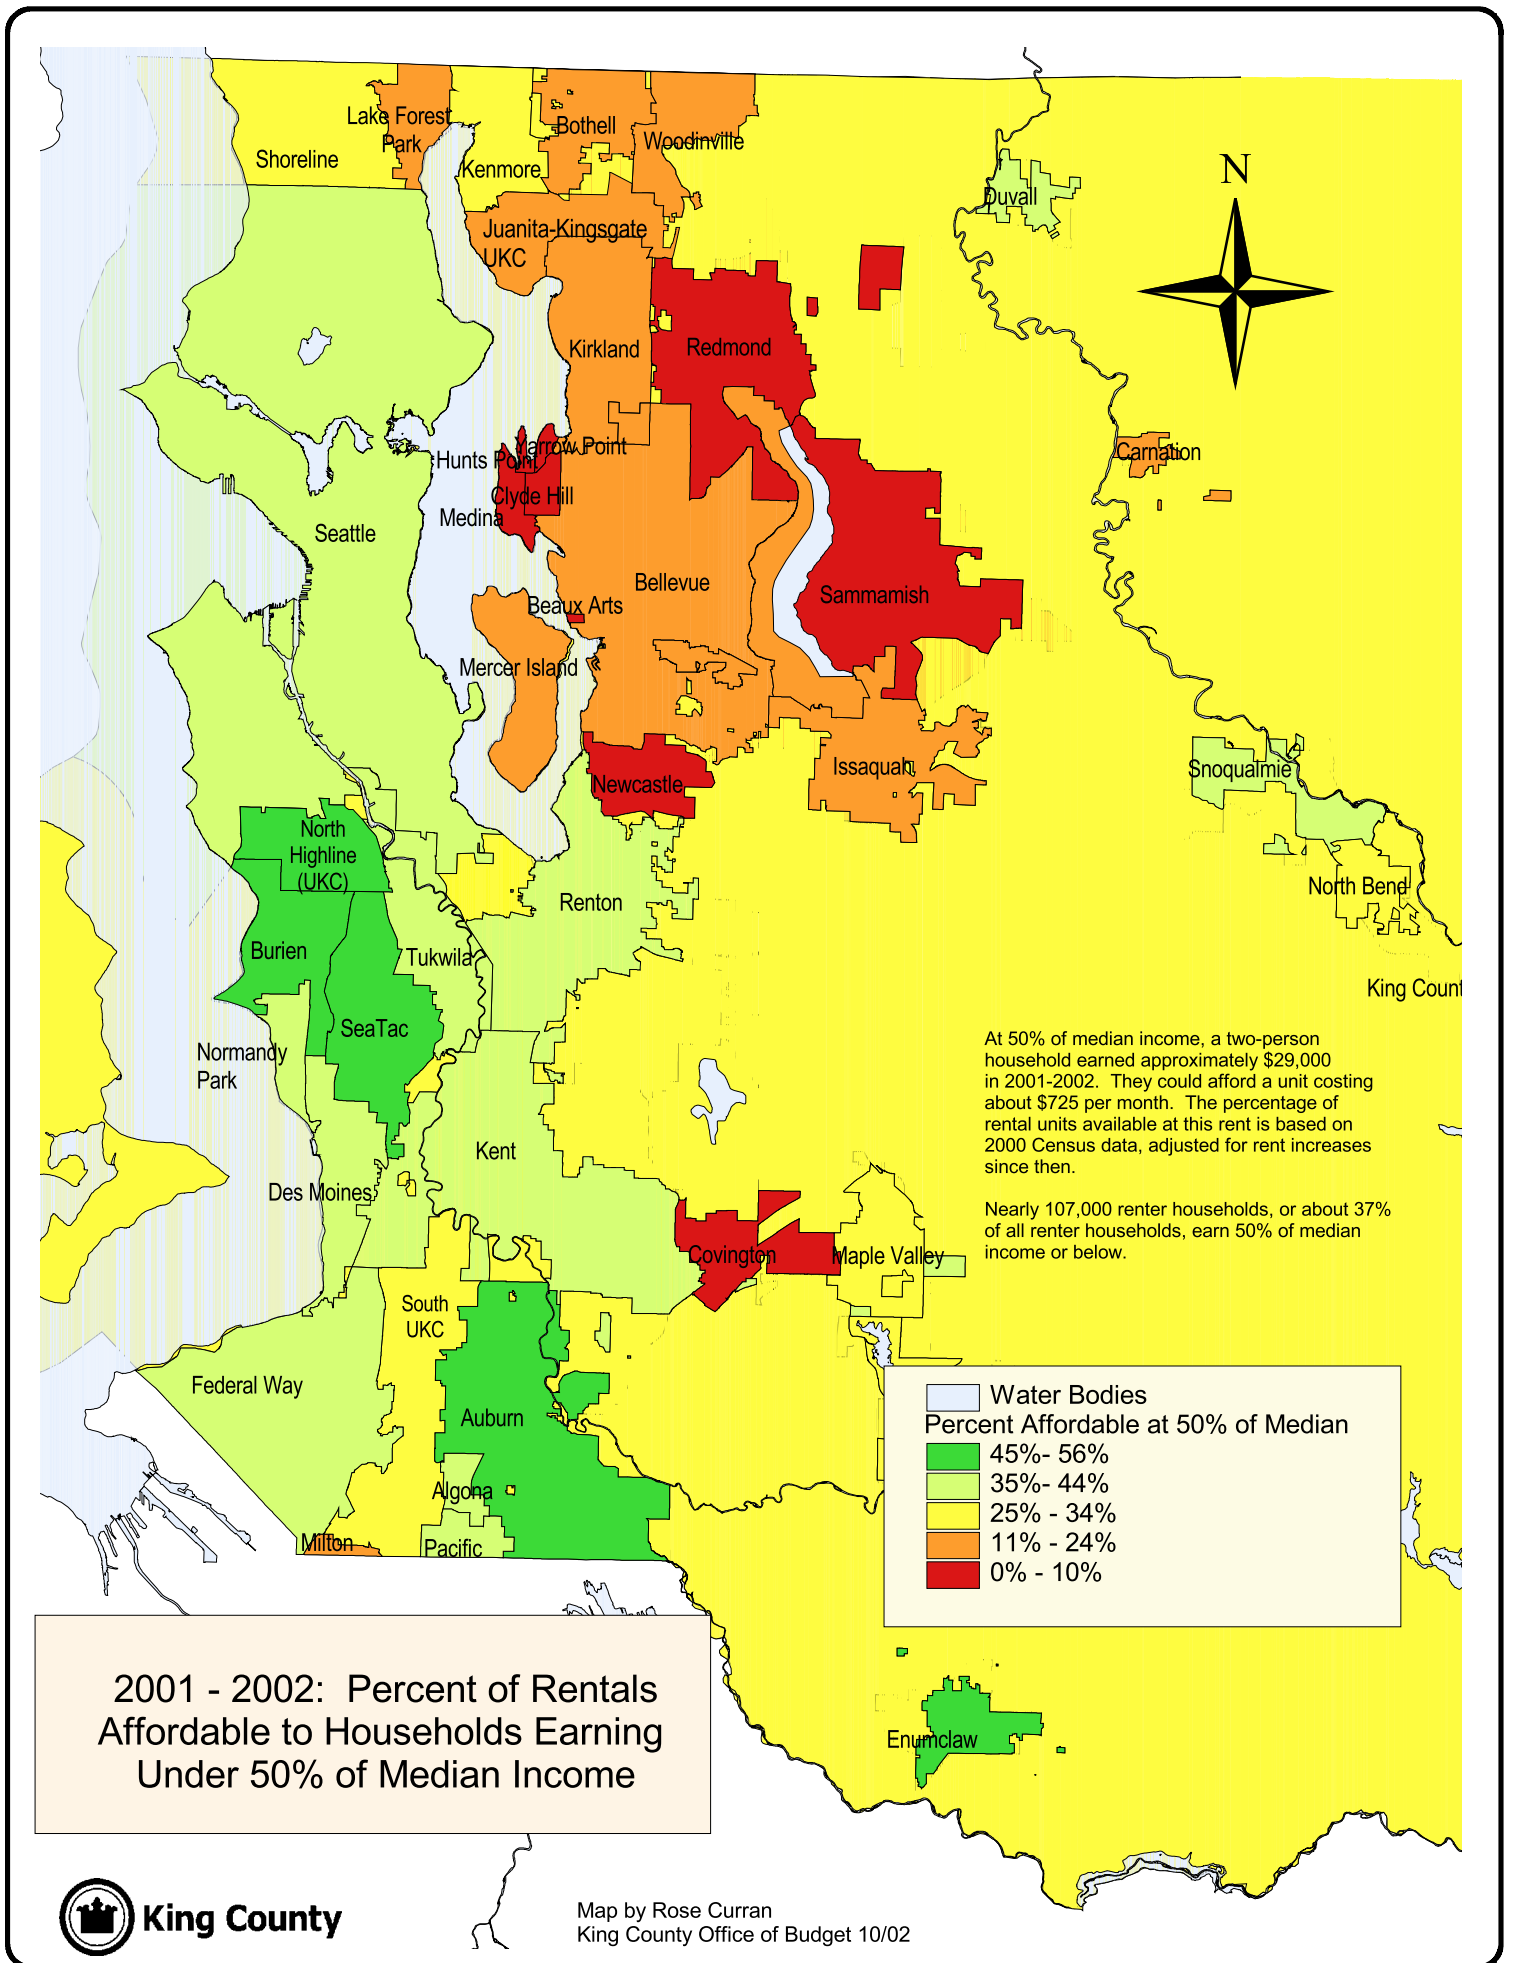 Lake Forest
Park
Bothell
Woodinville
Shoreline
Kenmore
N
Duvall
Juanita-Kingsgate
UKC
Kirkland
Redmond
Yarrow Point
Hunts Point
Carnation
Clyde Hill
Medina
Seattle
Bellevue
Beaux Arts
Sammamish
Mercer Island
Newcastle
Issaquah
Snoqualmie
North
Highline
(UKC)
North Bend
Renton
Burien
Tukwila
King Count
SeaTac
Normandy
Park
At 50% of median income, a two-person
household earned approximately $29,000
in 2001-2002.  They could afford a unit costing
about $725 per month.  The percentage of
rental units available at this rent is based on
2000 Census data, adjusted for rent increases
since then.
Kent
Des Moines
Nearly 107,000 renter households, or about 37%
of all renter households, earn 50% of median
income or below.
Covington
Maple Valley
South
UKC
Federal Way
Auburn
Algona
Milton
Pacific
Water Bodies
Percent Affordable at 50% of Median
45%- 56%
35%- 44%
25% - 34%
11% - 24%
0% - 10%
Enumclaw
2001 - 2002:  Percent of Rentals
Affordable to Households Earning
Under 50% of Median Income
King County
Map by Rose Curran
King County Office of Budget 10/02